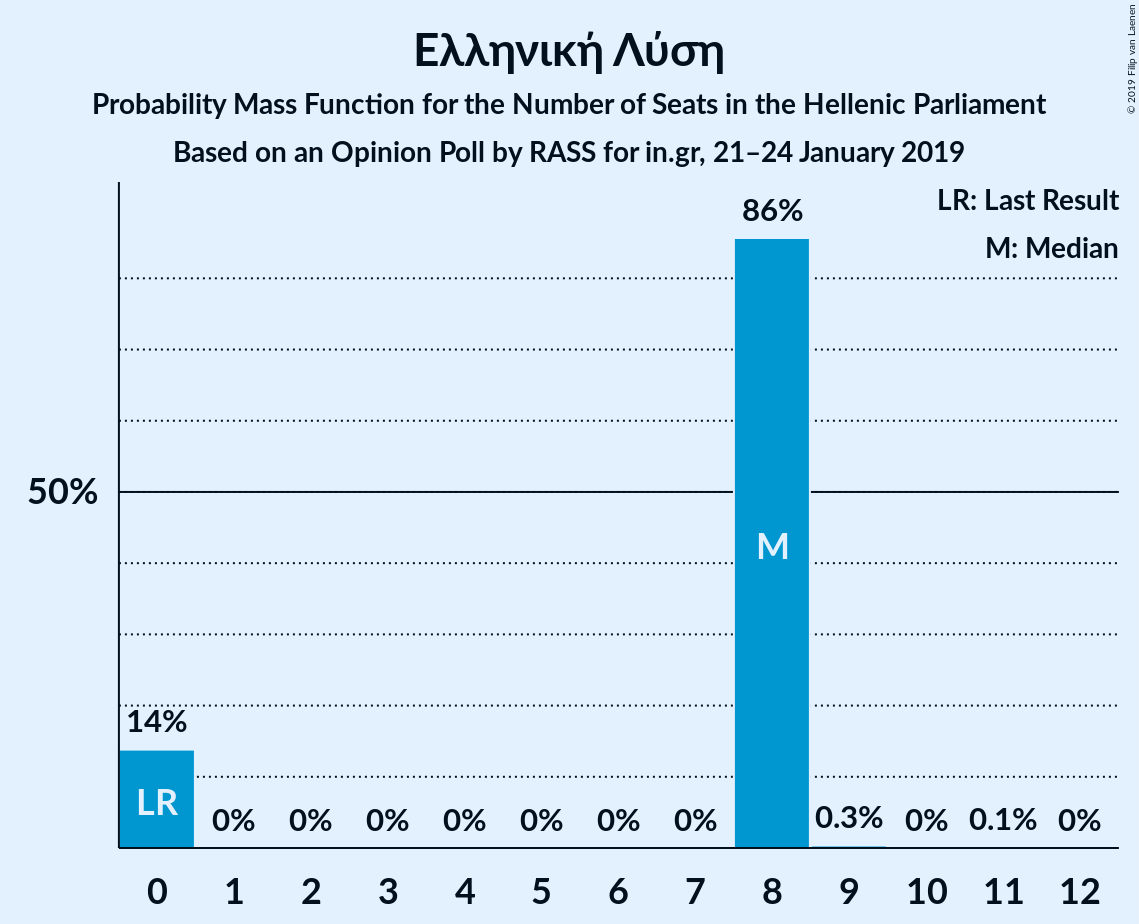 Ελληνική Λύση
Probability Mass Function for the Number of Seats in the Hellenic Parliament
Based on an Opinion Poll by RASS for in.gr, 21–24 January 2019
© 2019 Filip van Laenen
LR: Last Result
M: Median
50%
14%
LR
0%
0%
0%
0%
0%
0%
0%
86%
M
0.3%
0%
0.1%
0%
0 1 2 3 4 5 6 7 8 9 10 11 12